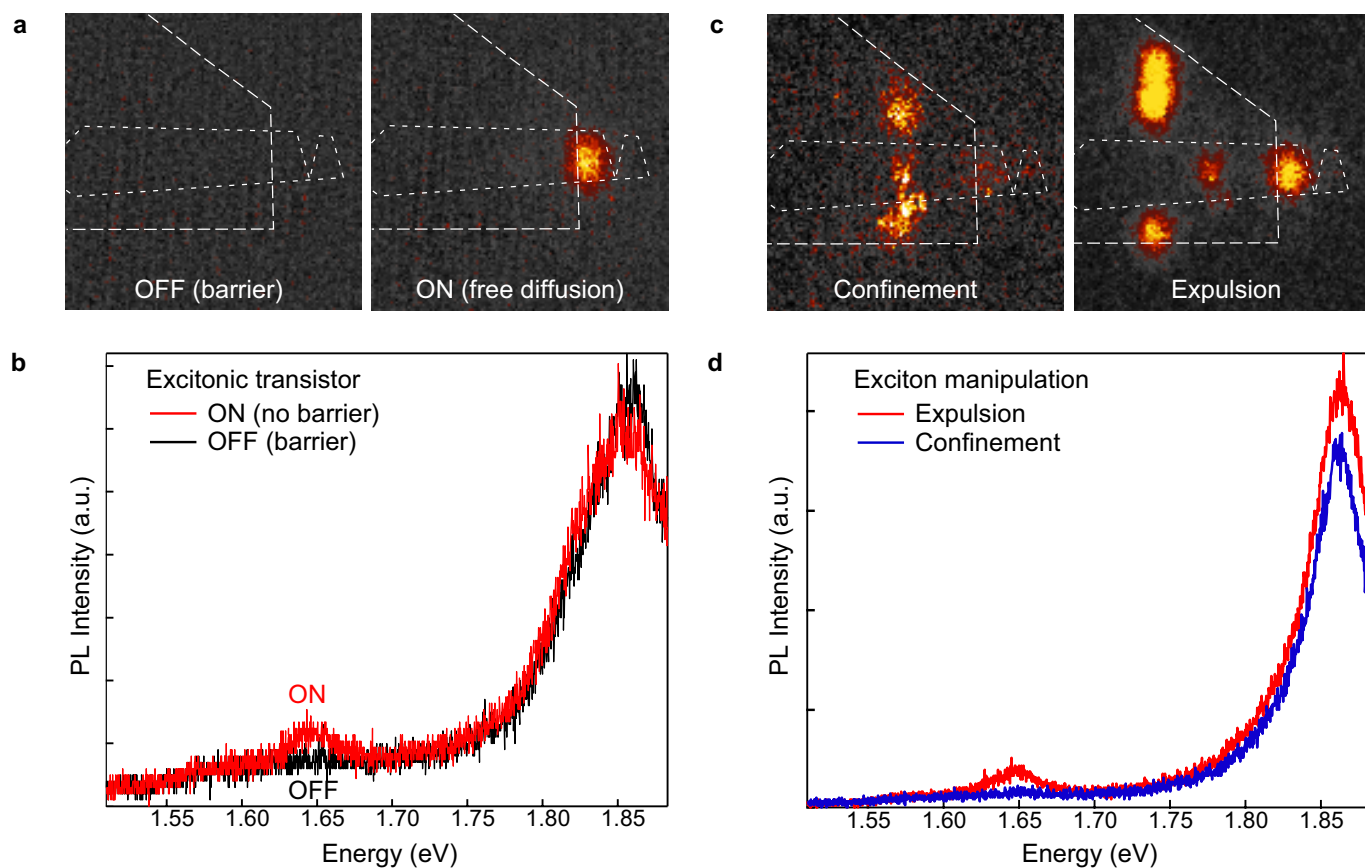 a
OFF (barrier)
ON (free diffusion)
c
Confinement
Expulsion
b
Excitonic transistor
ON (no barrier)
OFF (barrier)
ON
OFF
PL Intensity (a.u.)
1.55 1.60 1.65 1.70 1.75 1.80 1.85
Energy (eV)
d
Exciton manipulation
Expulsion
Confinement
PL Intensity (a.u.)
1.55 1.60 1.65 1.70 1.75 1.80 1.85
Energy (eV)